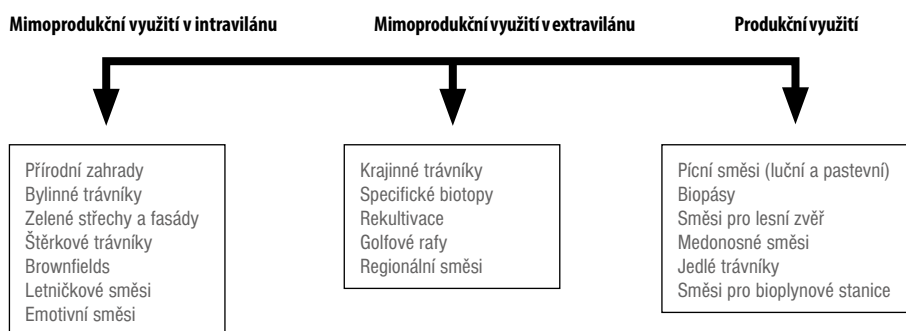 Mimoprodukční využití v intravilánu
Mimoprodukční využití v extravilánu
Produkční využití
Přírodní zahrady
Bylinné trávníky
Zelené střechy a fasády
Štěrkové trávníky
Brownfields
Letničkové směsi
Emotivní směsi
Krajinné trávníky
Specifické biotopy
Rekultivace
Golfové rafy
Regionální směsi
Pícní směsi (luční a pastevní)
Biopásy
Směsi pro lesní zvěř
Medonosné směsi
Jedlé trávníky
Směsi pro bioplynové stanice